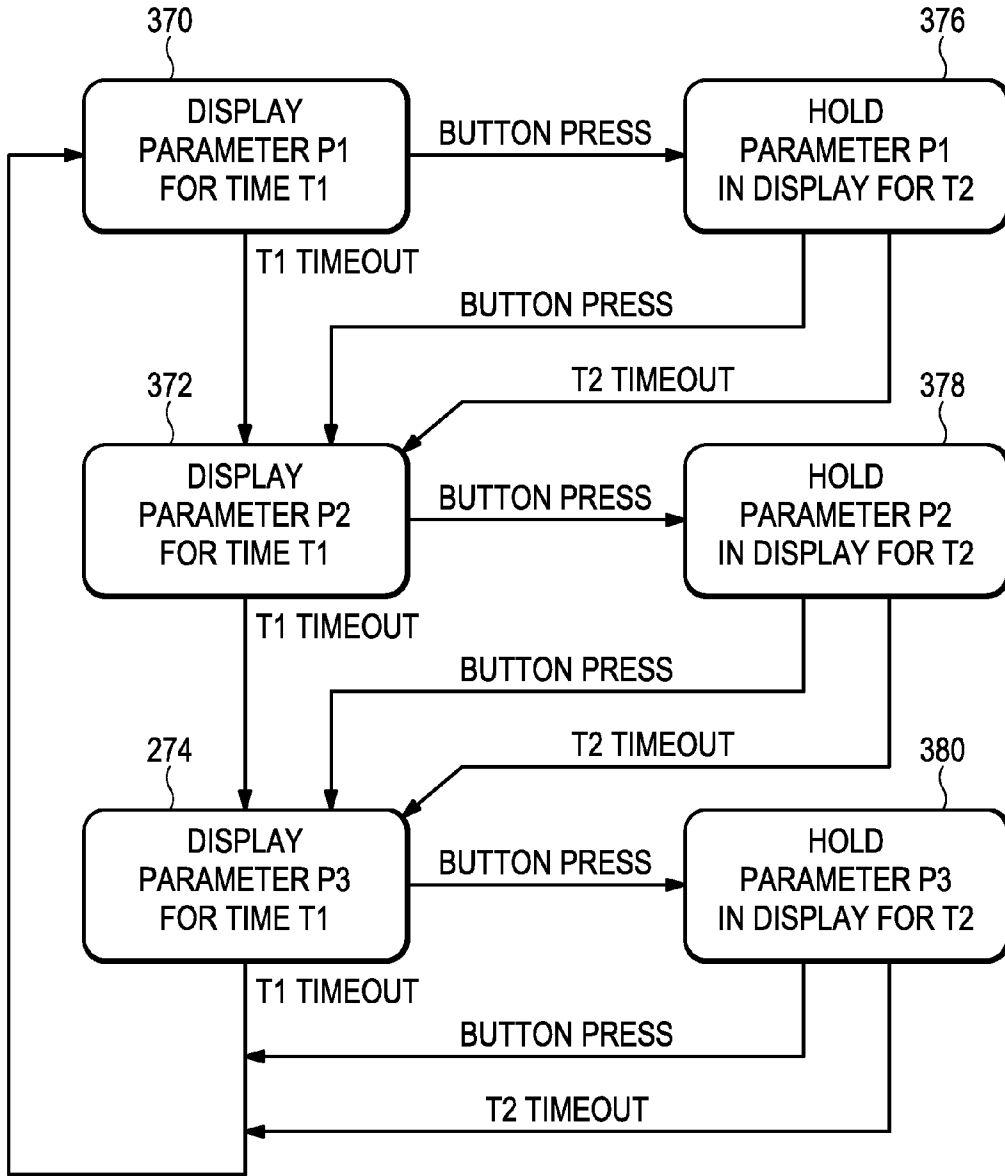 370
376
DISPLAY
PARAMETER P1
FOR TIME T1
BUTTON PRESS
HOLD
PARAMETER P1
IN DISPLAY FOR T2
T1 TIMEOUT
BUTTON PRESS
T2 TIMEOUT
372
378
DISPLAY
PARAMETER P2
FOR TIME T1
BUTTON PRESS
HOLD
PARAMETER P2
IN DISPLAY FOR T2
T1 TIMEOUT
BUTTON PRESS
T2 TIMEOUT
274
380
DISPLAY
PARAMETER P3
FOR TIME T1
BUTTON PRESS
HOLD
PARAMETER P3
IN DISPLAY FOR T2
T1 TIMEOUT
BUTTON PRESS
T2 TIMEOUT